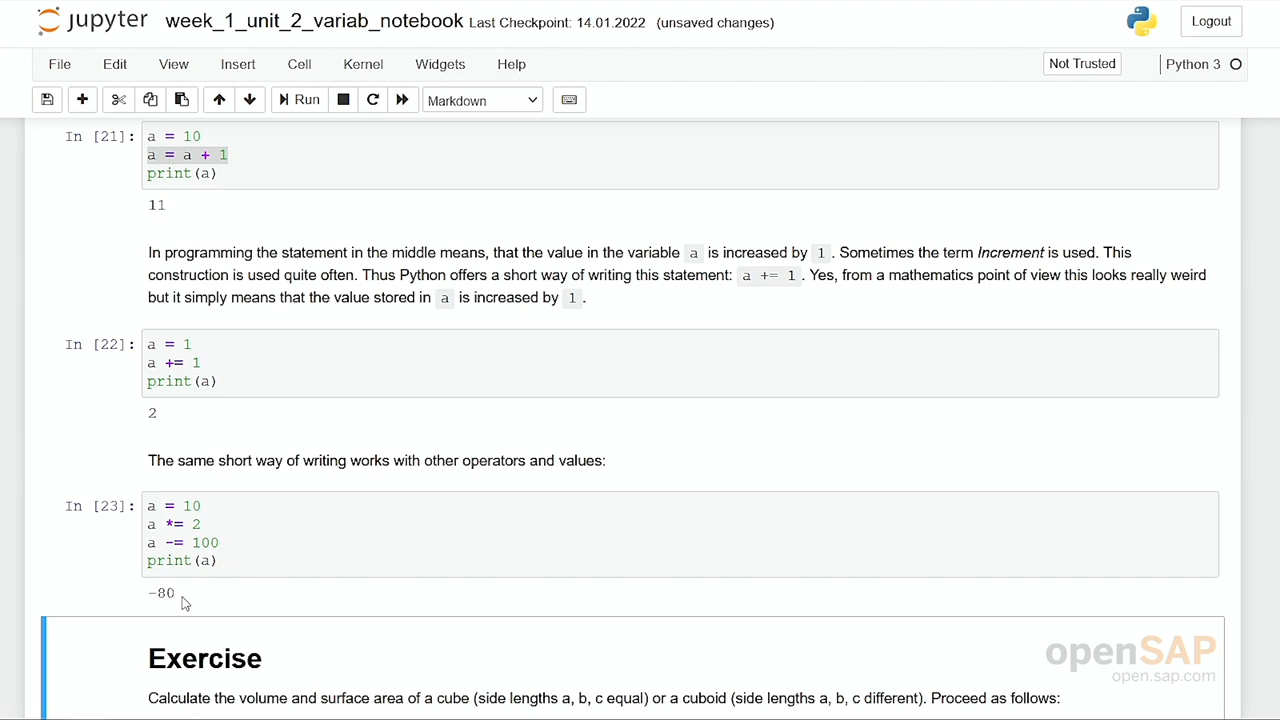 jupyter week_1_unit_2_variab_notebook Last Checkpoint: 14.01.2022 (unsaved changes) Logout
File Edit View Insert Cell Kernel Widgets Help Not Trusted Python 3
Run Markdown
In [21]: a = 10
a = a + 1
print(a)
11
In programming the statement in the middle means, that the value in the variable a is increased by 1. Sometimes the term Increment is used. This
construction is used quite often. Thus Python offers a short way of writing this statement: a += 1. Yes, from a mathematics point of view this looks really weird
but it simply means that the value stored in a is increased by 1.
In [22]: a = 1
a += 1
print(a)
2
The same short way of writing works with other operators and values:
In [23]: a = 10
a *= 2
a -= 100
print(a)
-80
Exercise
openSAP
open.sap.com
Calculate the volume and surface area of a cube (side lengths a, b, c equal) or a cuboid (side lengths a, b, c different). Proceed as follows: